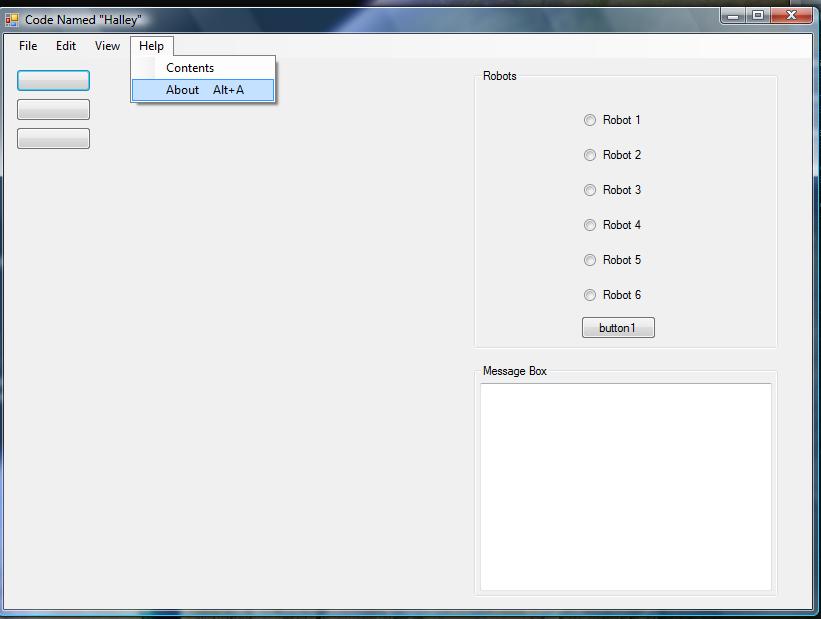 Code Named "Halley"
File Edit View Help
Contents
About Alt+A
Robots
Robot 1
Robot 2
Robot 3
Robot 4
Robot 5
Robot 6
button1
Message Box